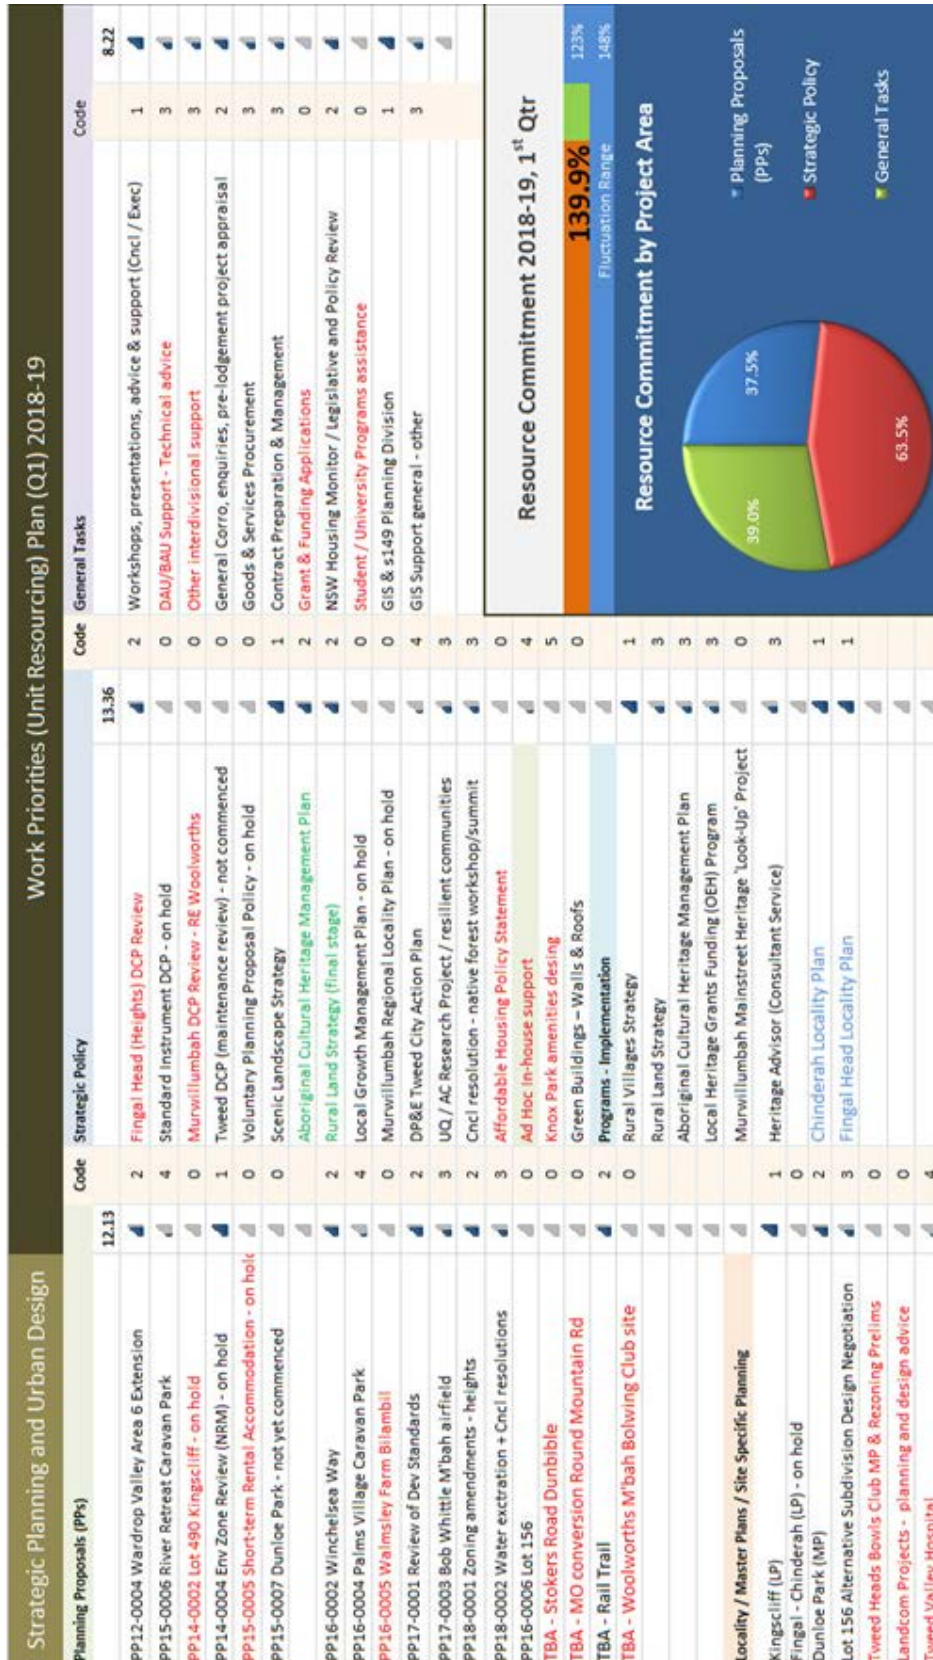 Strategic Planning and Urban Design Work Priorities (Unit Resourcing) Plan (Q1) 2018-19
Planning Proposals (PPs) Code Strategic Policy Code General Tasks Code
12.13 13.36 8.22
PP12-0004 Wardrop Valley Area 6 Extension 2 Fingal Head (Heights) DCP Review 2 Workshops, presentations, advice & support (Cncl / Exec) 1
PP15-0006 River Retreat Caravan Park 4 Standard Instrument DCP - on hold 0 DAU/BAU Support - Technical advice 3
PP14-0002 Lot 490 Kingscliff - on hold 0 Murwillumbah DCP Review - RE Woolworths 0 Other interdivisional support 3
PP14-0004 Env Zone Review (NRM) - on hold 1 Tweed DCP (maintenance review) - not commenced 0 General Corro, enquiries, pre-lodgement project appraisal 2
PP15-0005 Short-term Rental Accommodation - on hold 0 Voluntary Planning Proposal Policy - on hold 0 Goods & Services Procurement 3
PP15-0007 Dunloe Park - not yet commenced 0 Scenic Landscape Strategy 1 Contract Preparation & Management 3
Aboriginal Cultural Heritage Management Plan 2 Grant & Funding Applications 0
PP16-0002 Winchelsea Way 2 Rural Land Strategy (final stage) 2 NSW Housing Monitor / Legislative and Policy Review 2
PP16-0004 Palms Village Caravan Park 4 Local Growth Management Plan - on hold 0 Student / University Programs assistance 0
PP16-0005 Walmsley Farm Bilambil 0 Murwillumbah Regional Locality Plan - on hold 0 GIS & s149 Planning Division 1
PP17-0001 Review of Dev Standards 2 DP&E Tweed City Action Plan 4 GIS Support general - other 3
PP17-0003 Bob Whittle M'bah airfield 3 UQ / AC Research Project / resilient communities 3
PP18-0001 Zoning amendments - heights 2 Cncl resolution - native forest workshop/summit 3
PP18-0002 Water extraction + Cncl resolutions 3 Affordable Housing Policy Statement 0
PP16-0006 Lot 156 0 Ad Hoc In-house support 4
TBA - Stokers Road Dunbible 0 Knox Park amenities desing 5
TBA - MO conversion Round Mountain Rd 0 Green Buildings – Walls & Roofs 0
TBA - Rail Trail 2 Programs - Implementation
TBA - Woolworths M'bah Bolwing Club site 0 Rural Villages Strategy 1
Rural Land Strategy 3
Aboriginal Cultural Heritage Management Plan 3
Local Heritage Grants Funding (OEH) Program 3
Locality / Master Plans / Site Specific Planning Murwillumbah Mainstreet Heritage 'Look-Up' Project 0
Kingscliff (LP) 1 Heritage Advisor (Consultant Service) 3
Fingal - Chinderah (LP) - on hold 0
Dunloe Park (MP) 2 Chinderah Locality Plan 1
Lot 156 Alternative Subdivision Design Negotiation 3 Fingal Head Locality Plan 1
Tweed Heads Bowls Club MP & Rezoning Prelims 0
Landcom Projects - planning and design advice 0
Tweed Valley Hospital 4
Resource Commitment 2018-19, 1st Qtr
139.9% 123%
Fluctuation Range 148%
Resource Commitment by Project Area
39.0%
37.5%
63.5%
Planning Proposals (PPs)
Strategic Policy
General Tasks